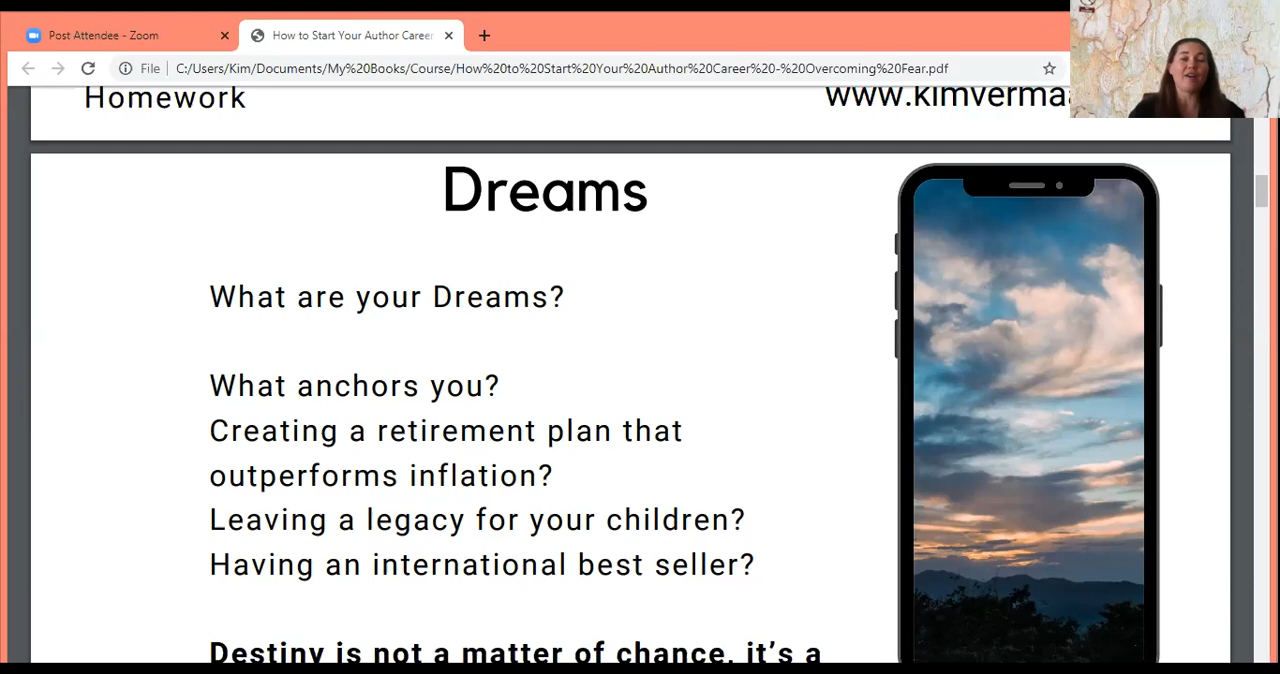 Post Attendee - Zoom
How to Start Your Author Career
File
C:/Users/Kim/Documents/My%20Books/Course/How%20to%20Start%20Your%20Author%20Career%20-%20Overcoming%20Fear.pdf
Homework
www.kimverma
Dreams
What are your Dreams?
What anchors you?
Creating a retirement plan that
outperforms inflation?
Leaving a legacy for your children?
Having an international best seller?
Destiny is not a matter of chance, it's a